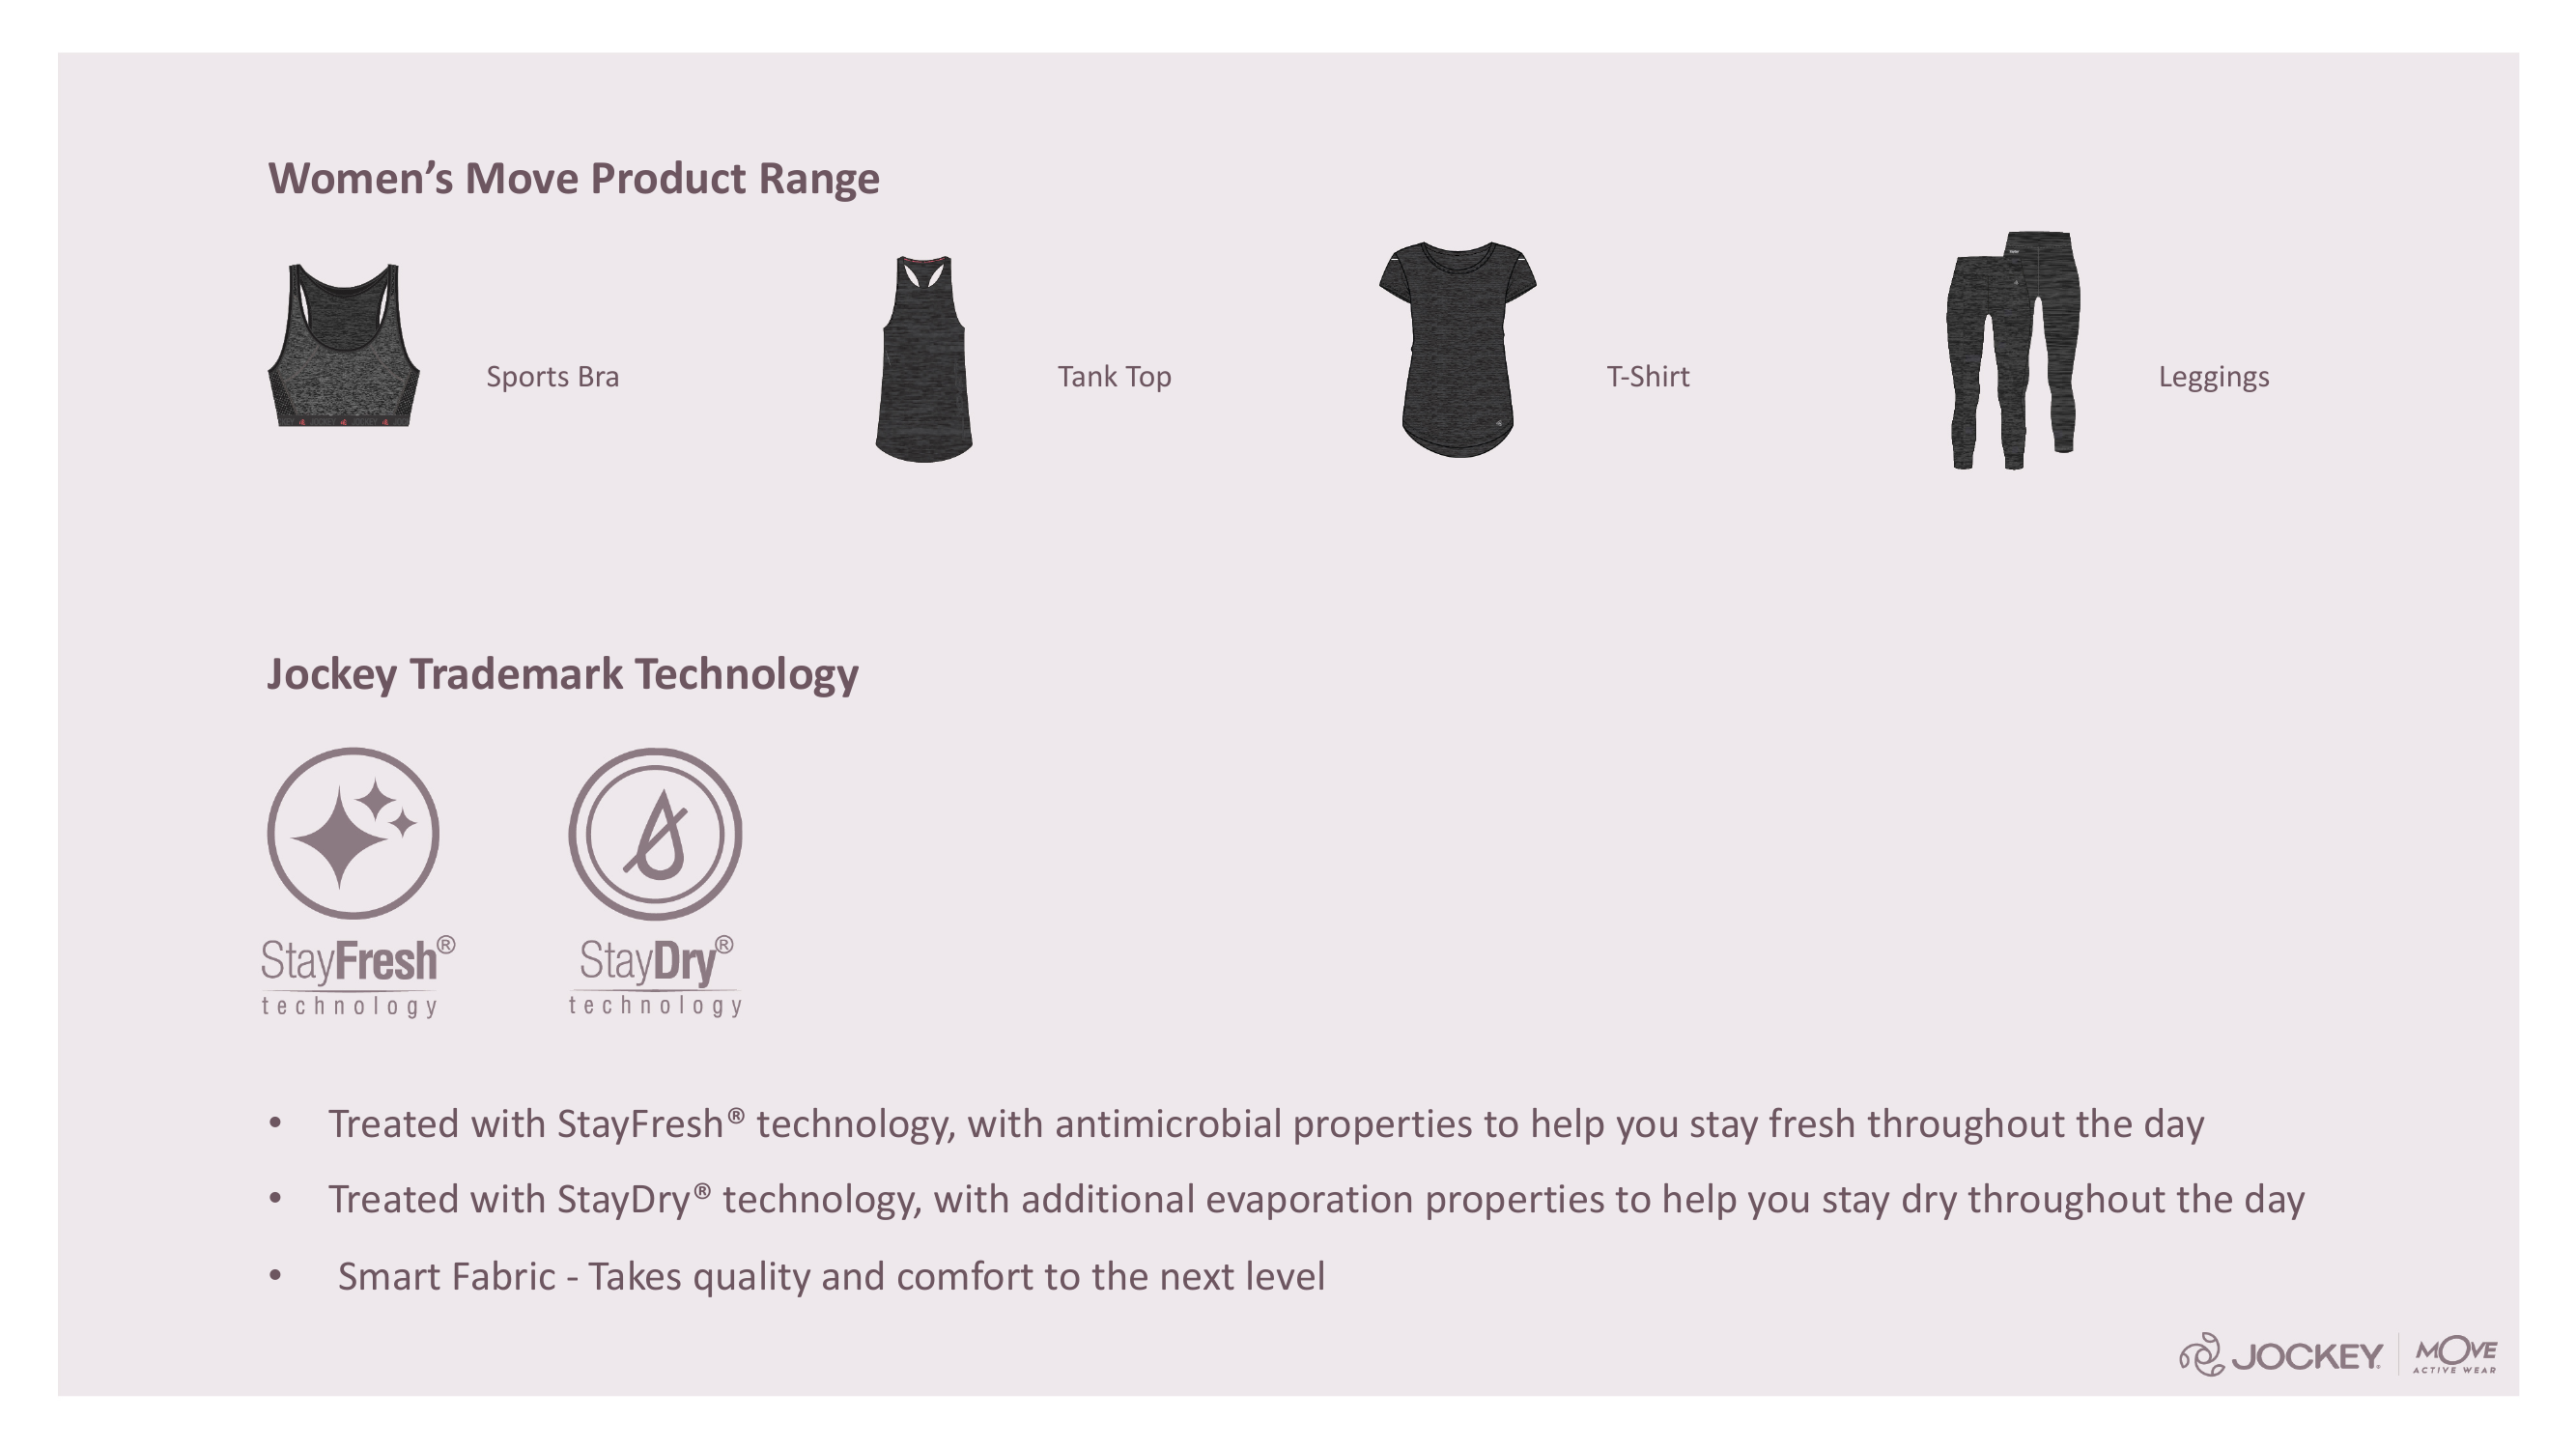 Women’s Move Product Range
Sports Bra
Tank Top
T-Shirt
Leggings
Jockey Trademark Technology
StayFresh®
technology
StayDry®
technology
• Treated with StayFresh® technology, with antimicrobial properties to help you stay fresh throughout the day
• Treated with StayDry® technology, with additional evaporation properties to help you stay dry throughout the day
• Smart Fabric - Takes quality and comfort to the next level
JOCKEY
MOVE
ACTIVE WEAR